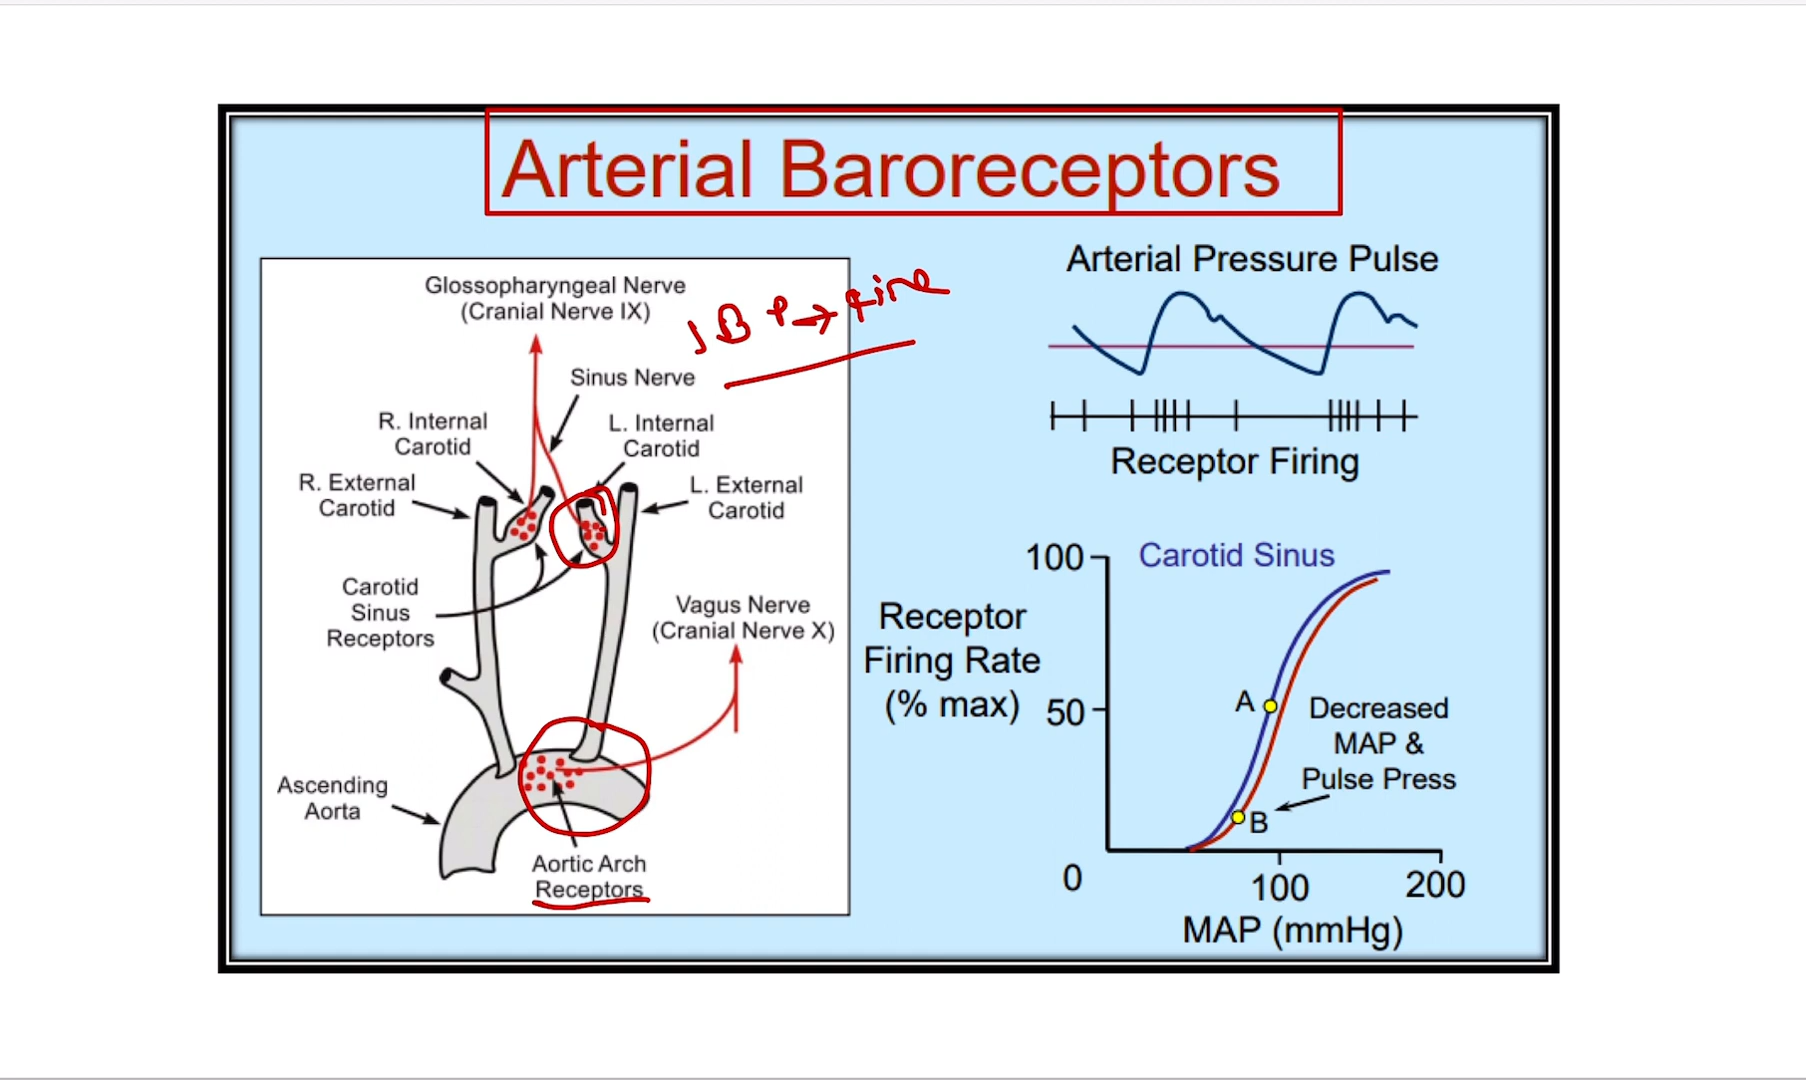 Arterial Baroreceptors
Glossopharyngeal Nerve
(Cranial Nerve IX)
BP → fire
Sinus Nerve
R. Internal
Carotid
L. Internal
Carotid
R. External
Carotid
L. External
Carotid
Carotid
Sinus
Receptors
Vagus Nerve
(Cranial Nerve X)
Ascending
Aorta
Aortic Arch
Receptors
Arterial Pressure Pulse
Receptor Firing
Carotid Sinus
Receptor
Firing Rate
(% max)
100
50
0
A
B
Decreased
MAP &
Pulse Press
100
200
MAP (mmHg)